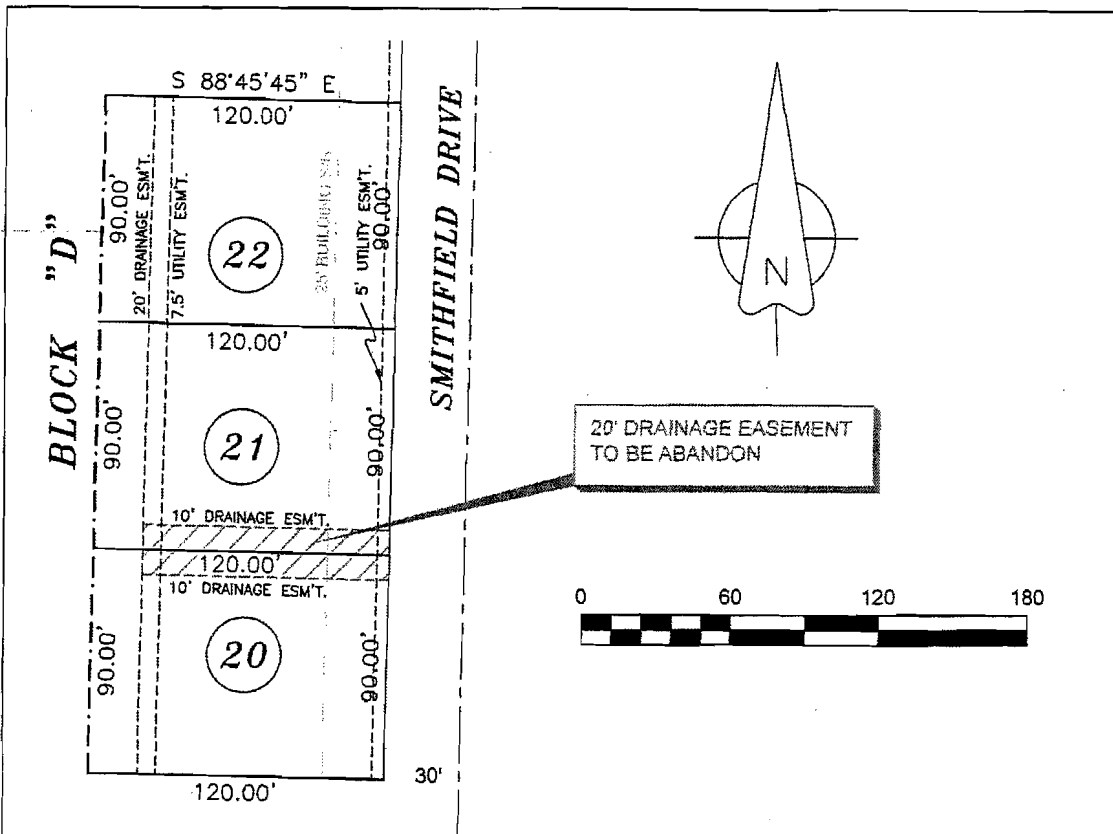 S 88°45'45" E
120.00'
90.00'
20' DRAINAGE ESM'T.
7.5' UTILITY ESM'T.
22
25' BUILDING
5' UTILITY ESM'T.
90.00'
SMITHFIELD DRIVE
BLOCK "D"
N
120.00'
90.00'
21
90.00'
20' DRAINAGE EASEMENT
TO BE ABANDON
10' DRAINAGE ESM'T.
120.00'
10' DRAINAGE ESM'T.
90.00'
20
90.00'
0 60 120 180
30'
120.00'